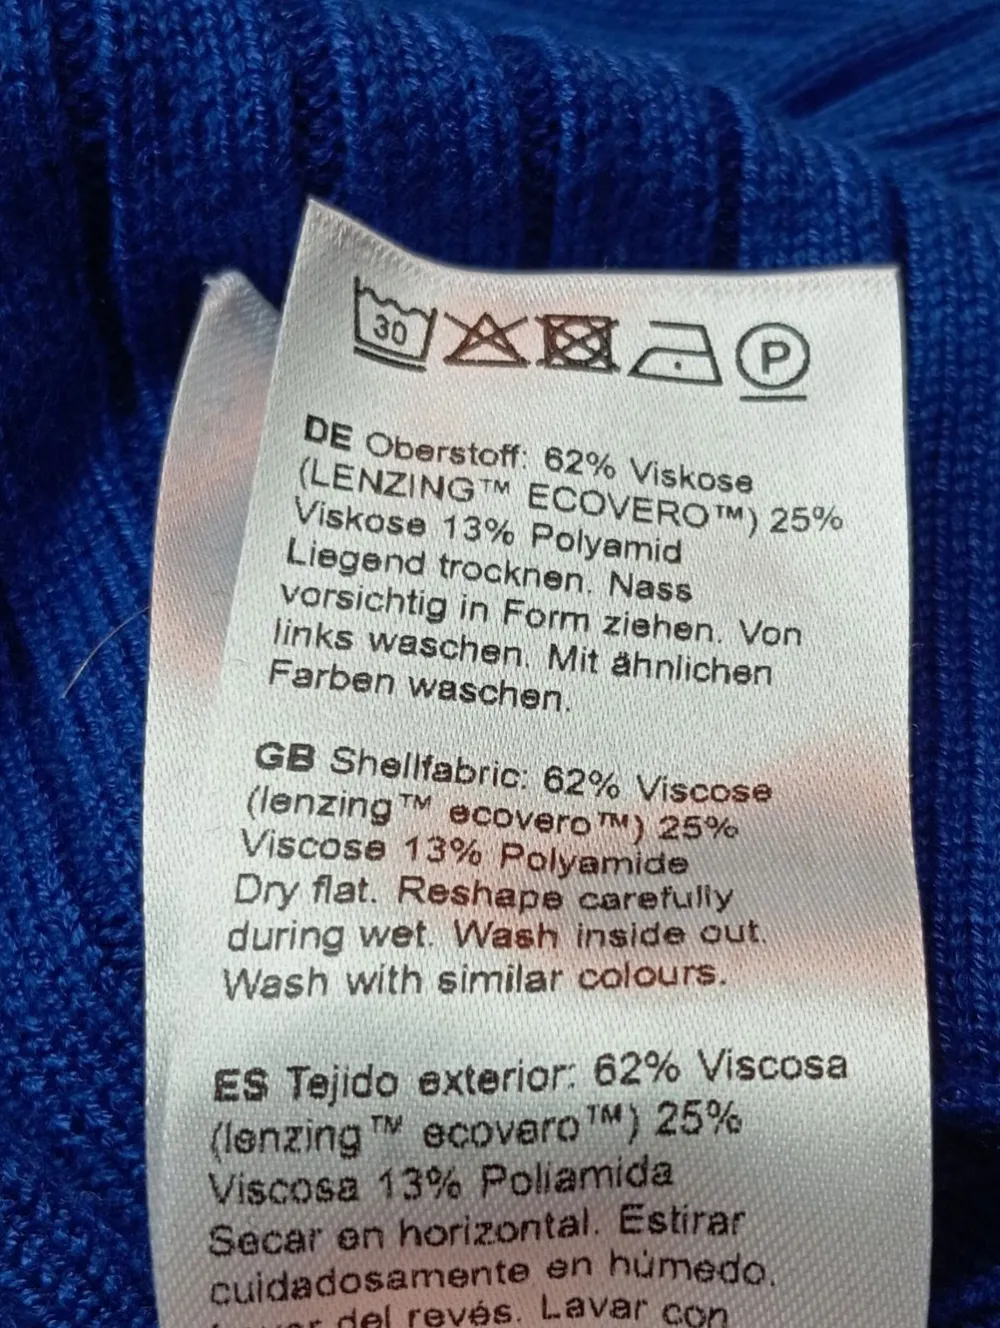 30
P
DE Oberstoff: 62% Viskose
(LENZING™ ECOVERO™) 25%
Viskose 13% Polyamid
Liegend trocknen. Nass
vorsichtig in Form ziehen. Von
links waschen. Mit ähnlichen
Farben waschen.
GB Shellfabric: 62% Viscose
(lenzing™ ecovero™) 25%
Viscose 13% Polyamide
Dry flat. Reshape carefully
during wet. Wash inside out.
Wash with similar colours.
ES Tejido exterior: 62% Viscosa
(lenzing™ ecovero™) 25%
Viscosa 13% Poliamida
Secar en horizontal. Estirar
cuidadosamente en húmedo.
del revés. Lavar con